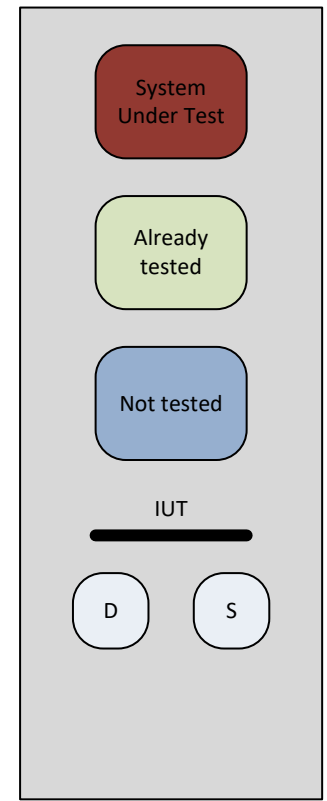 System
Under Test
Already
tested
Not tested
IUT
D
S